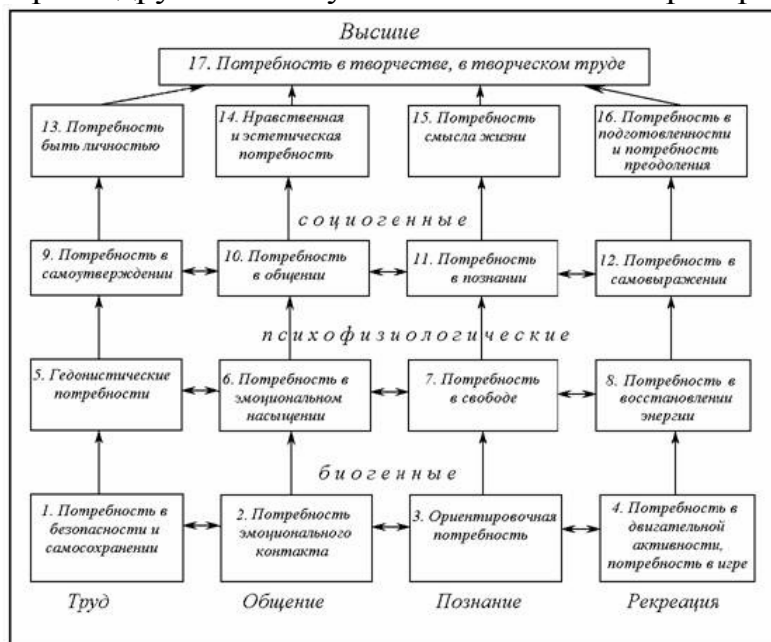 Высшие
17. Потребность в творчестве, в творческом труде
13. Потребность
быть личностью
14. Нравственная
и эстетическая
потребность
15. Потребность
смысла жизни
16. Потребность в
подготовленности
и потребность
преодоления
социогенные
9. Потребность в
самоутверждении
10. Потребность
в общении
11. Потребность
в познании
12. Потребность в
самовыражении
психофизиологические
5. Гедонистические
потребности
6. Потребность в
эмоциональном
насыщении
7. Потребность
в свободе
8. Потребность в
восстановлении
энергии
биогенные
1. Потребность в
безопасности и
самосохранении
2. Потребность
эмоционального
контакта
3. Ориентировочная
потребность
4. Потребность в
двигательной
активности,
потребность в игре
Труд
Общение
Познание
Рекреация